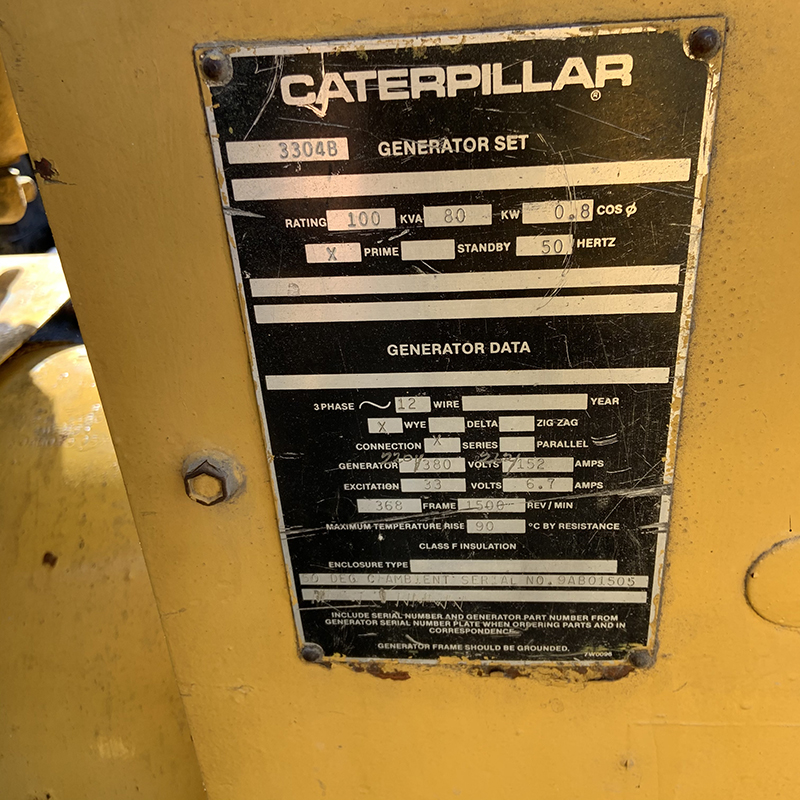 CATERPILLAR®
3304B GENERATOR SET
RATING 100 KVA 80 KW 0.8 COS ϕ
X PRIME STANDBY 50 HERTZ
GENERATOR DATA
3 PHASE ~ 12 WIRE YEAR
X WYE DELTA ZIG-ZAG
CONNECTION X SERIES PARALLEL
GENERATOR /380 VOLTS /152 AMPS
EXCITATION 33 VOLTS 6.7 AMPS
368 FRAME 1500 REV / MIN
MAXIMUM TEMPERATURE RISE 90 °C BY RESISTANCE
CLASS F INSULATION
ENCLOSURE TYPE
DEG C AMBIENT SERIAL NO. 9AB01505
INCLUDE SERIAL NUMBER AND GENERATOR PART NUMBER FROM
GENERATOR SERIAL NUMBER PLATE WHEN ORDERING PARTS AND IN
CORRESPONDENCE.
GENERATOR FRAME SHOULD BE GROUNDED.
7W0096